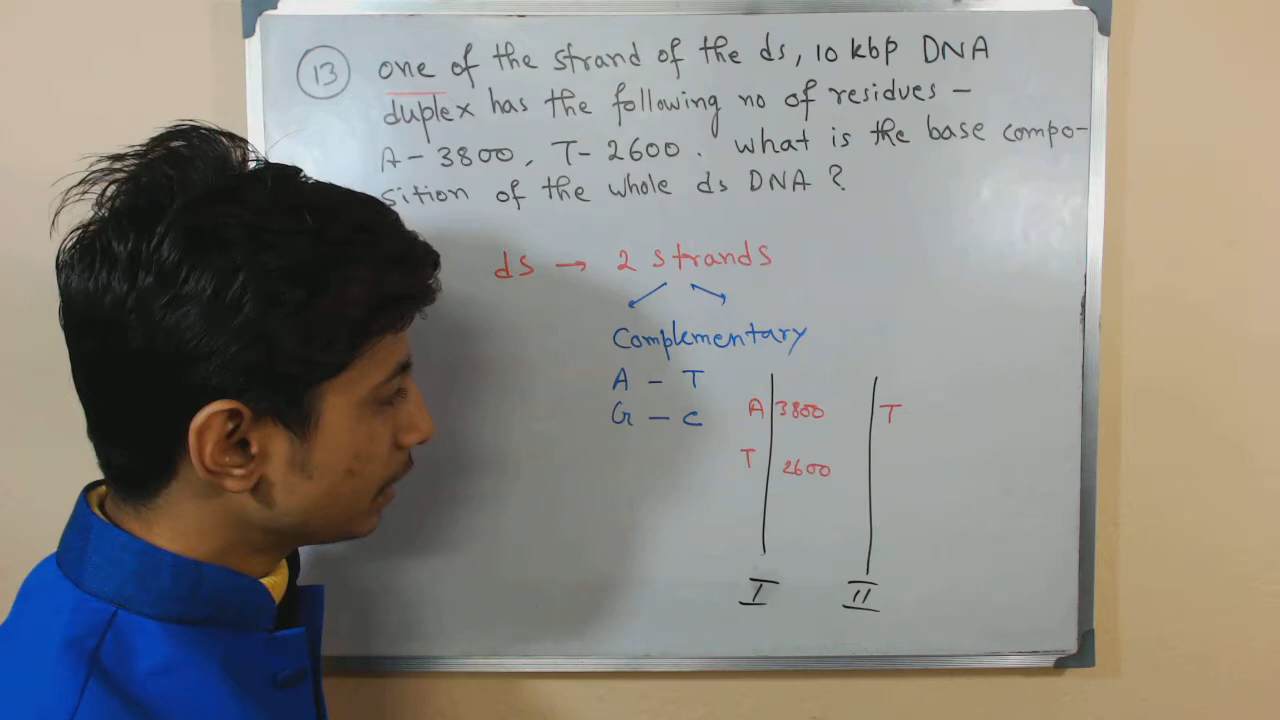 13 one of the strand of the ds, 10 kbp DNA
duplex has the following no of residues -
A - 3800, T- 2600. What is the base compo-
sition of the whole ds DNA?
ds → 2 strands
Complementary
A - T
G - C
A 3800 T
T 2600
I II